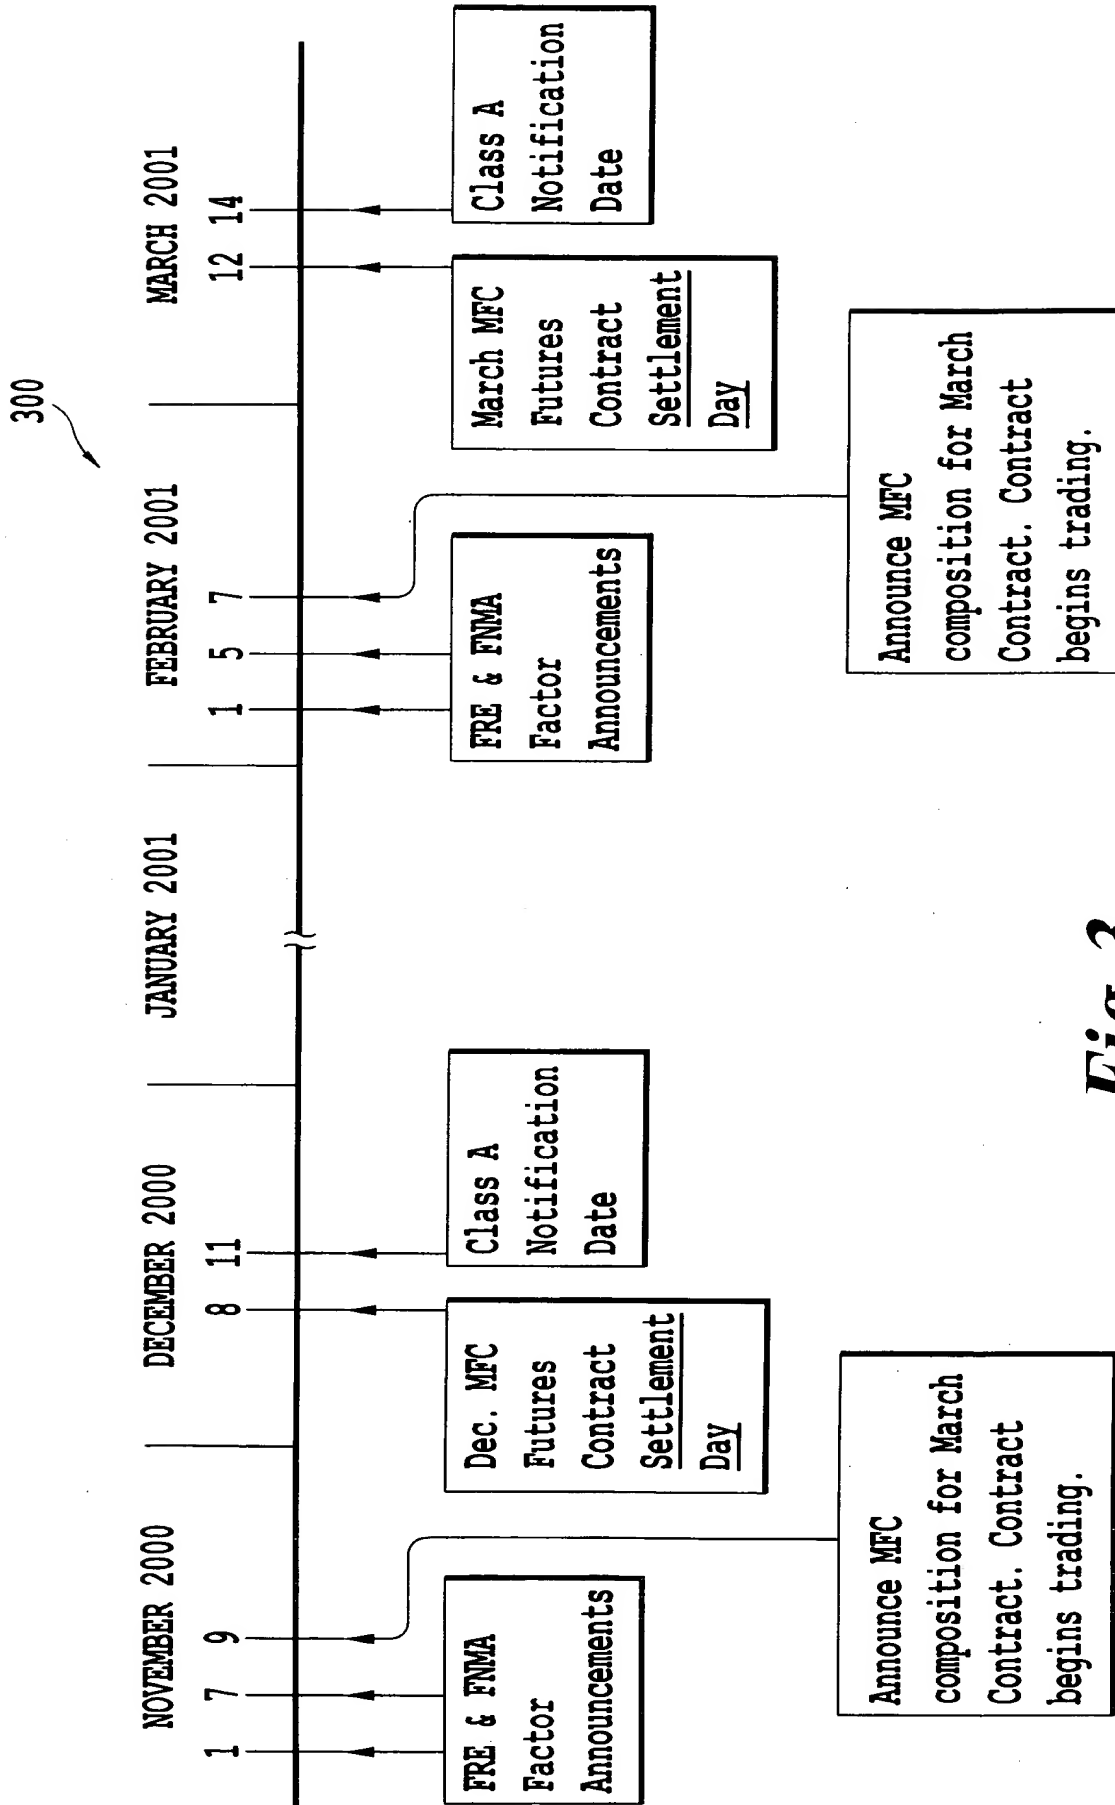 300
NOVEMBER 2000
DECEMBER 2000
JANUARY 2001
FEBRUARY 2001
MARCH 2001
1
7
9
8
11
1
5
7
12
14
FRE & FNMA
Factor
Announcements
Dec. MFC
Futures
Contract
Settlement
Day
Class A
Notification
Date
FRE & FNMA
Factor
Announcements
March MFC
Futures
Contract
Settlement
Day
Class A
Notification
Date
Announce MFC
composition for March
Contract. Contract
begins trading.
Announce MFC
composition for March
Contract. Contract
begins trading.